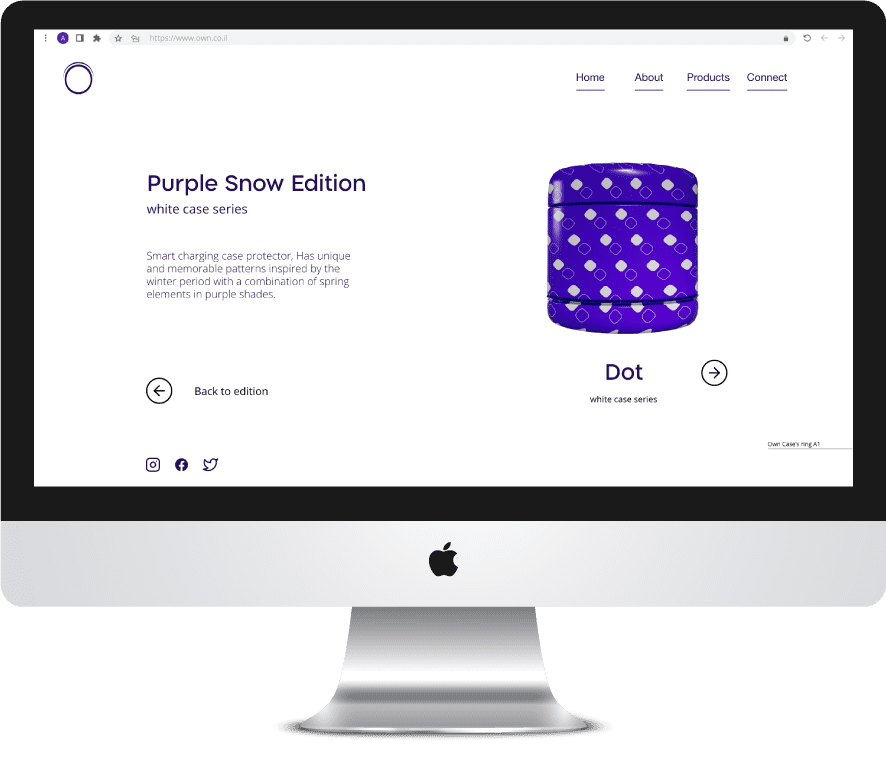 A
https://www.own.co.il
Home
About
Products
Connect
Purple Snow Edition
white case series
Smart charging case protector, Has unique
and memorable patterns inspired by the
winter period with a combination of spring
elements in purple shades.
Dot
white case series
Back to edition
Own Case's ring A1